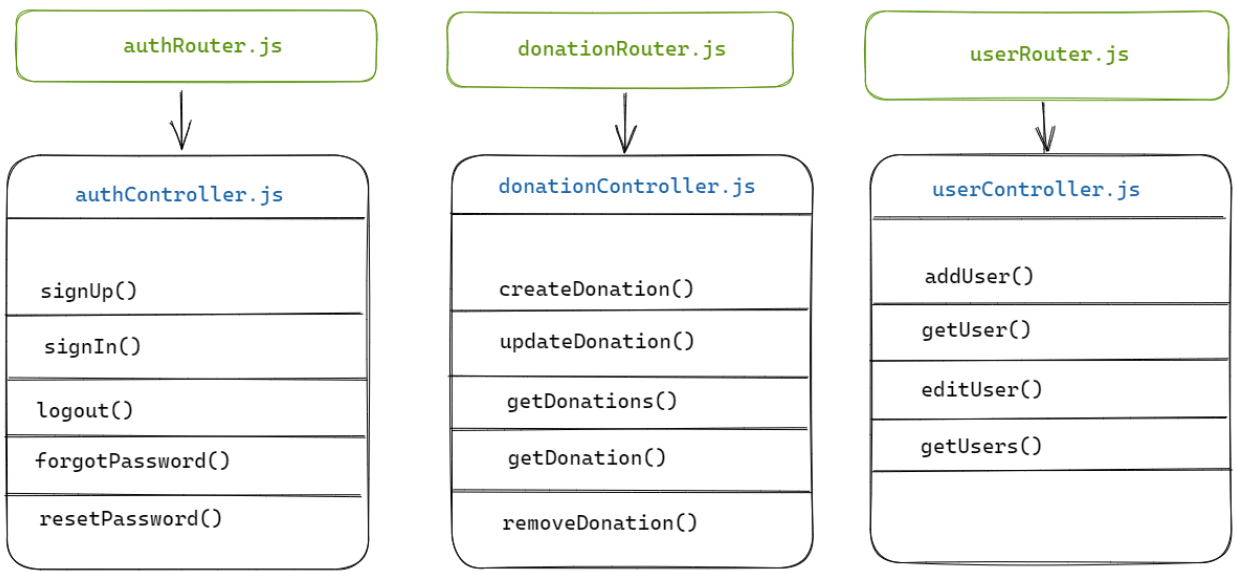 authRouter.js
donationRouter.js
userRouter.js
authController.js
signUp()
signIn()
logout()
forgotPassword()
resetPassword()
donationController.js
createDonation()
updateDonation()
getDonations()
getDonation()
removeDonation()
userController.js
addUser()
getUser()
editUser()
getUsers()